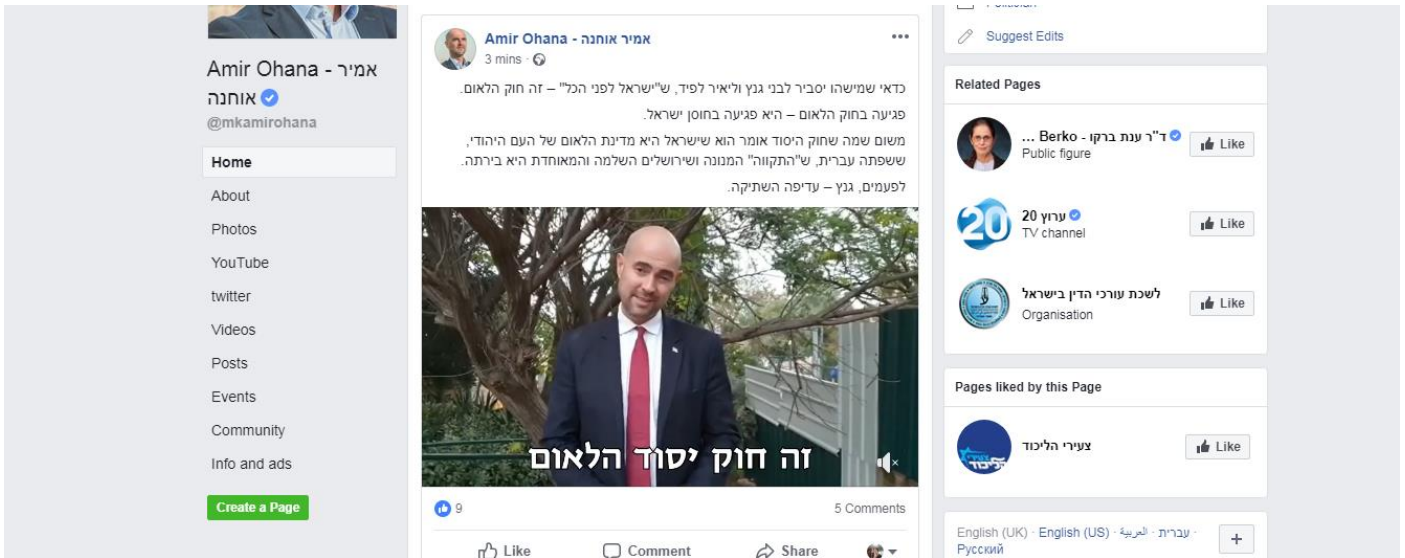 Amir Ohana - אמיר
אוחנה
@mkamirohana
Home
About
Photos
YouTube
twitter
Videos
Posts
Events
Community
Info and ads
Create a Page
Amir Ohana - אמיר אוחנה
3 mins ·
כדאי שמישהו יסביר לבני גנץ וליאיר לפיד, ש"ישראל לפני הכל" – זה חוק הלאום.
פגיעה בחוק הלאום – היא פגיעה בחוסן ישראל.
משום שמה שחוק היסוד אומר הוא שישראל היא מדינת הלאום של העם היהודי,
ששפתה עברית, ש"התקווה" המנונה ושירושלים השלמה והמאוחדת היא בירתה.
לפעמים, גנץ – עדיפה השתיקה.
זה חוק יסוד הלאום
9
5 Comments
Like
Comment
Share
Politician
Suggest Edits
Related Pages
ד"ר ענת ברקו - Berko ...
Public figure
Like
20
ערוץ 20
TV channel
Like
לשכת עורכי הדין בישראל
Organisation
Like
Pages liked by this Page
צעירי הליכוד
צעירי הליכוד
Like
English (UK) · English (US) · العربية · עברית ·
Русский
+